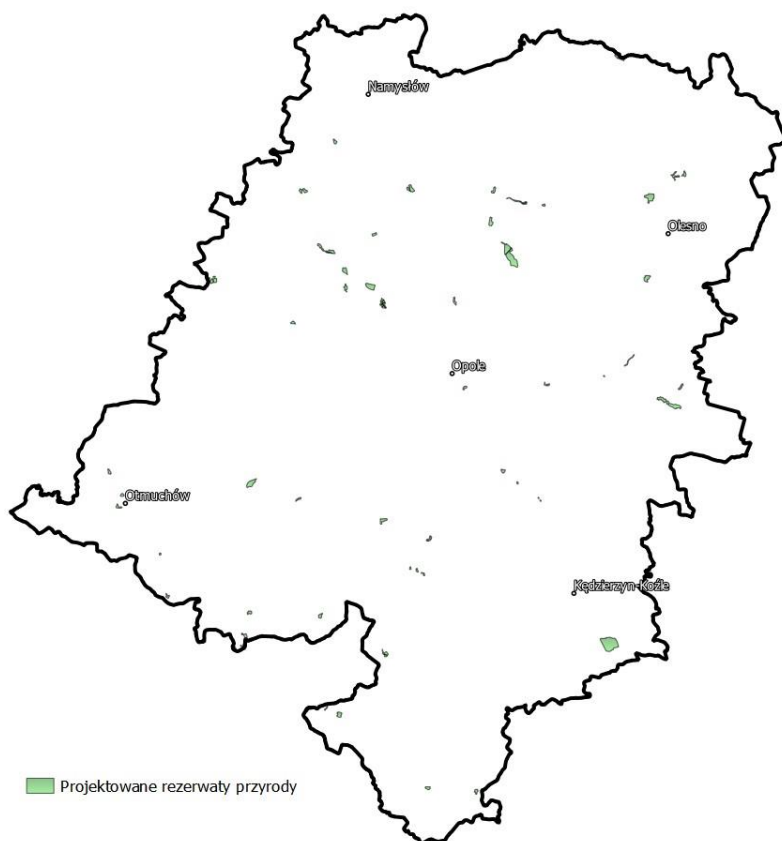 Namysłów
Olesno
Opole
Otmuchów
Kędzierzyn-Koźle
Projektowane rezerwaty przyrody